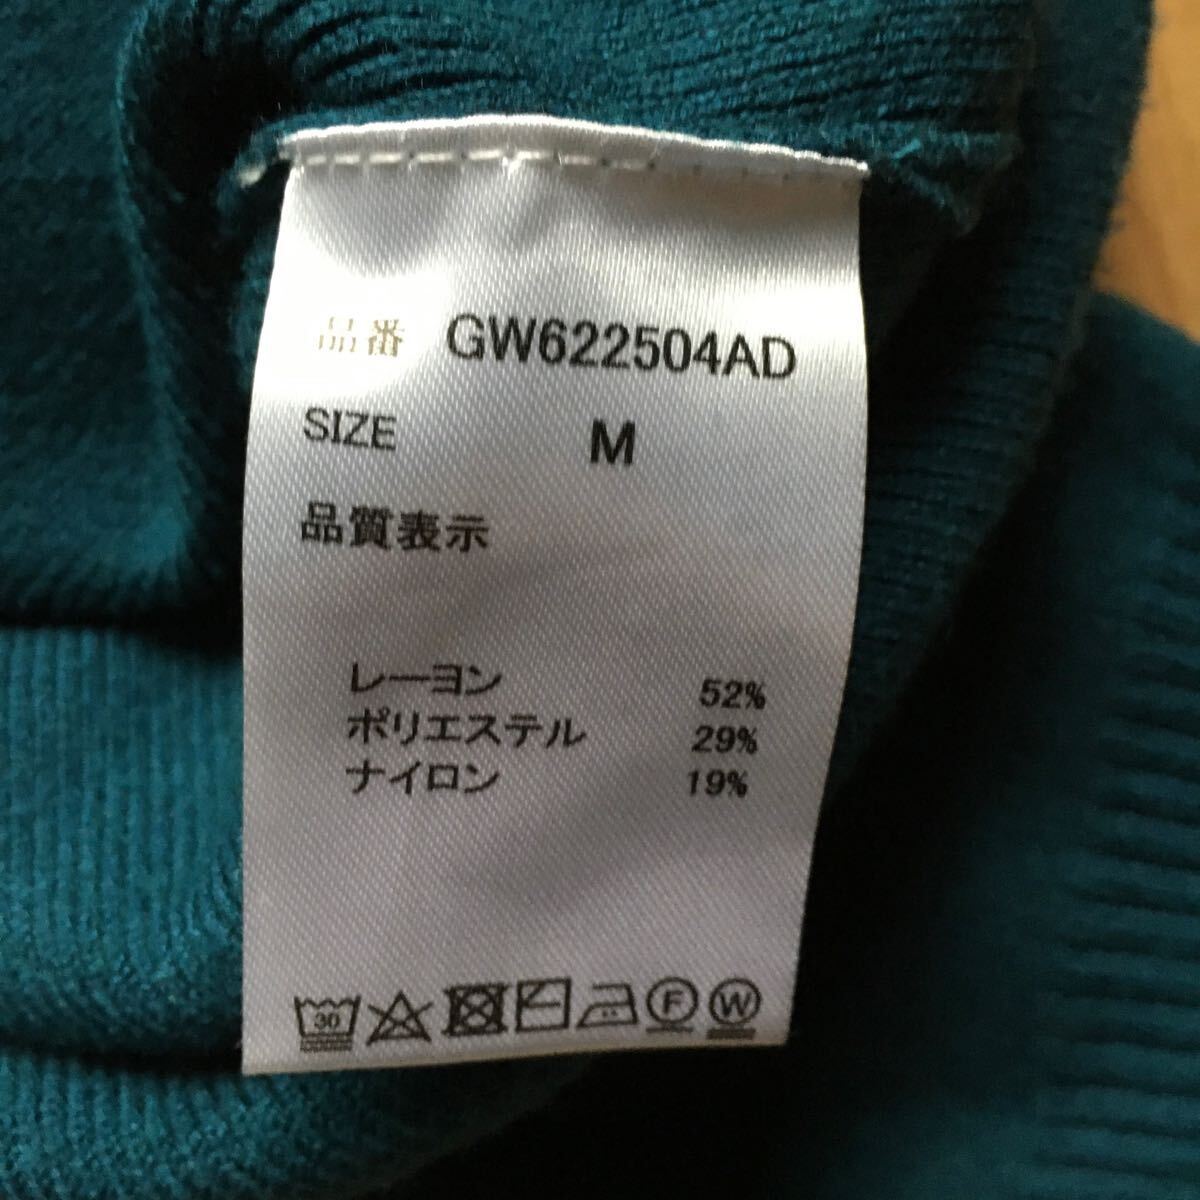 品番 GW622504AD
SIZE M
品質表示
レーヨン 52%
ポリエステル 29%
ナイロン 19%
30 F W